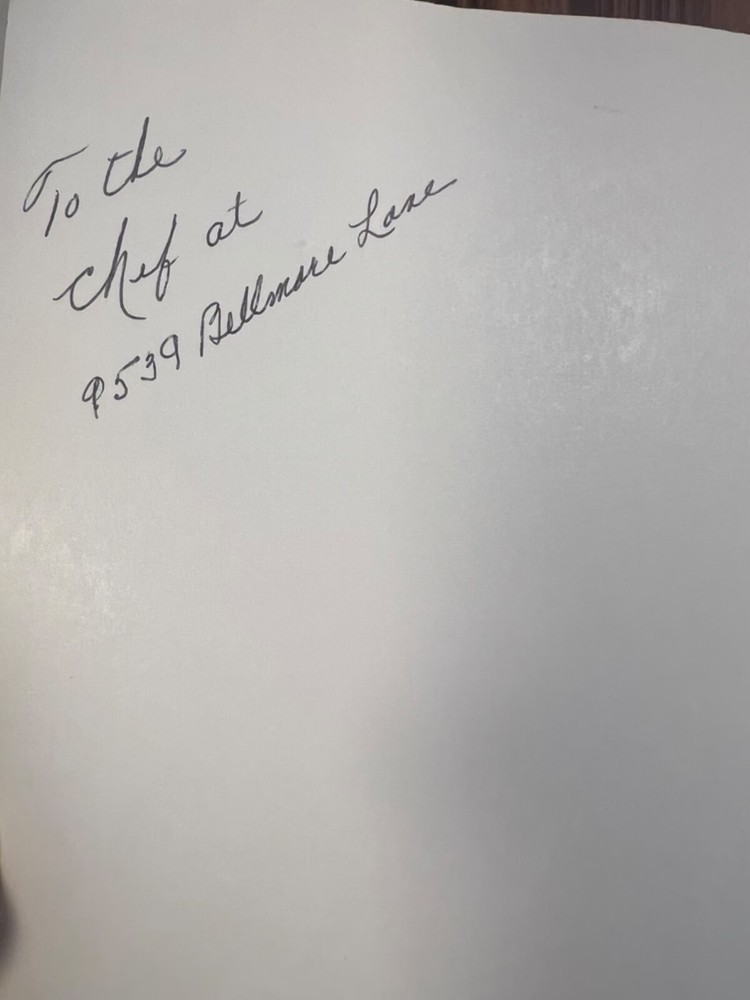 To the
chef at
9539 Bellmore Lane